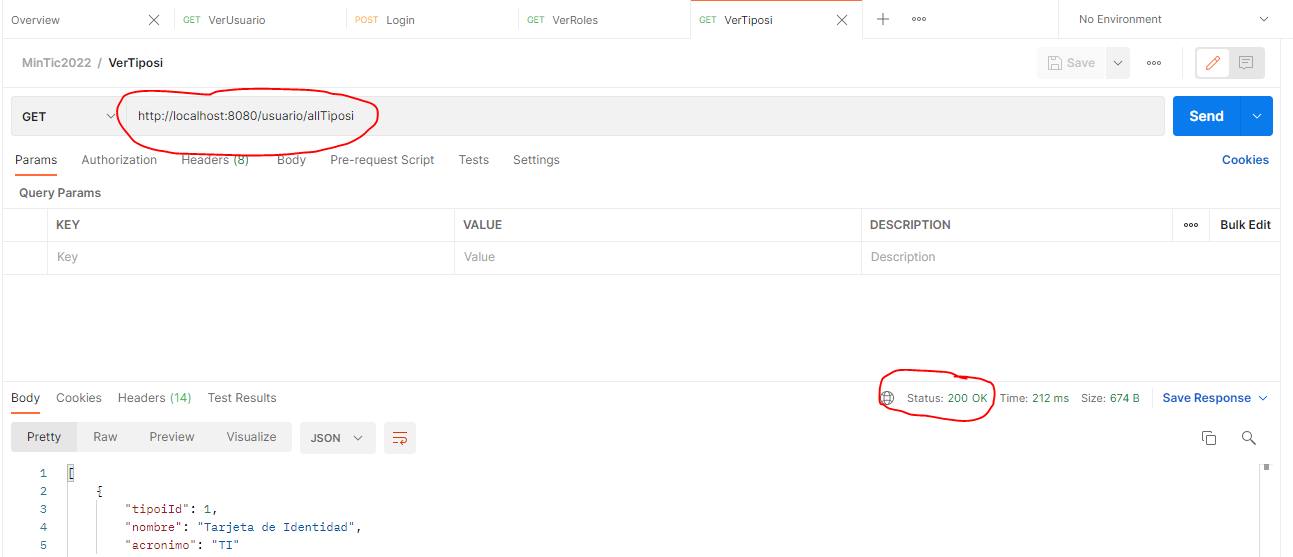 Overview GET VerUsuario POST Login GET VerRoles GET VerTiposi No Environment
MinTic2022 / VerTiposi Save
GET http://localhost:8080/usuario/allTiposi Send
Params Authorization Headers (8) Body Pre-request Script Tests Settings Cookies
Query Params
KEY VALUE DESCRIPTION Bulk Edit
Key Value Description
Body Cookies Headers (14) Test Results Status: 200 OK Time: 212 ms Size: 674 B Save Response
Pretty Raw Preview Visualize JSON
1 [
2 {
3 "tipoiId": 1,
4 "nombre": "Tarjeta de Identidad",
5 "acronimo": "TI"